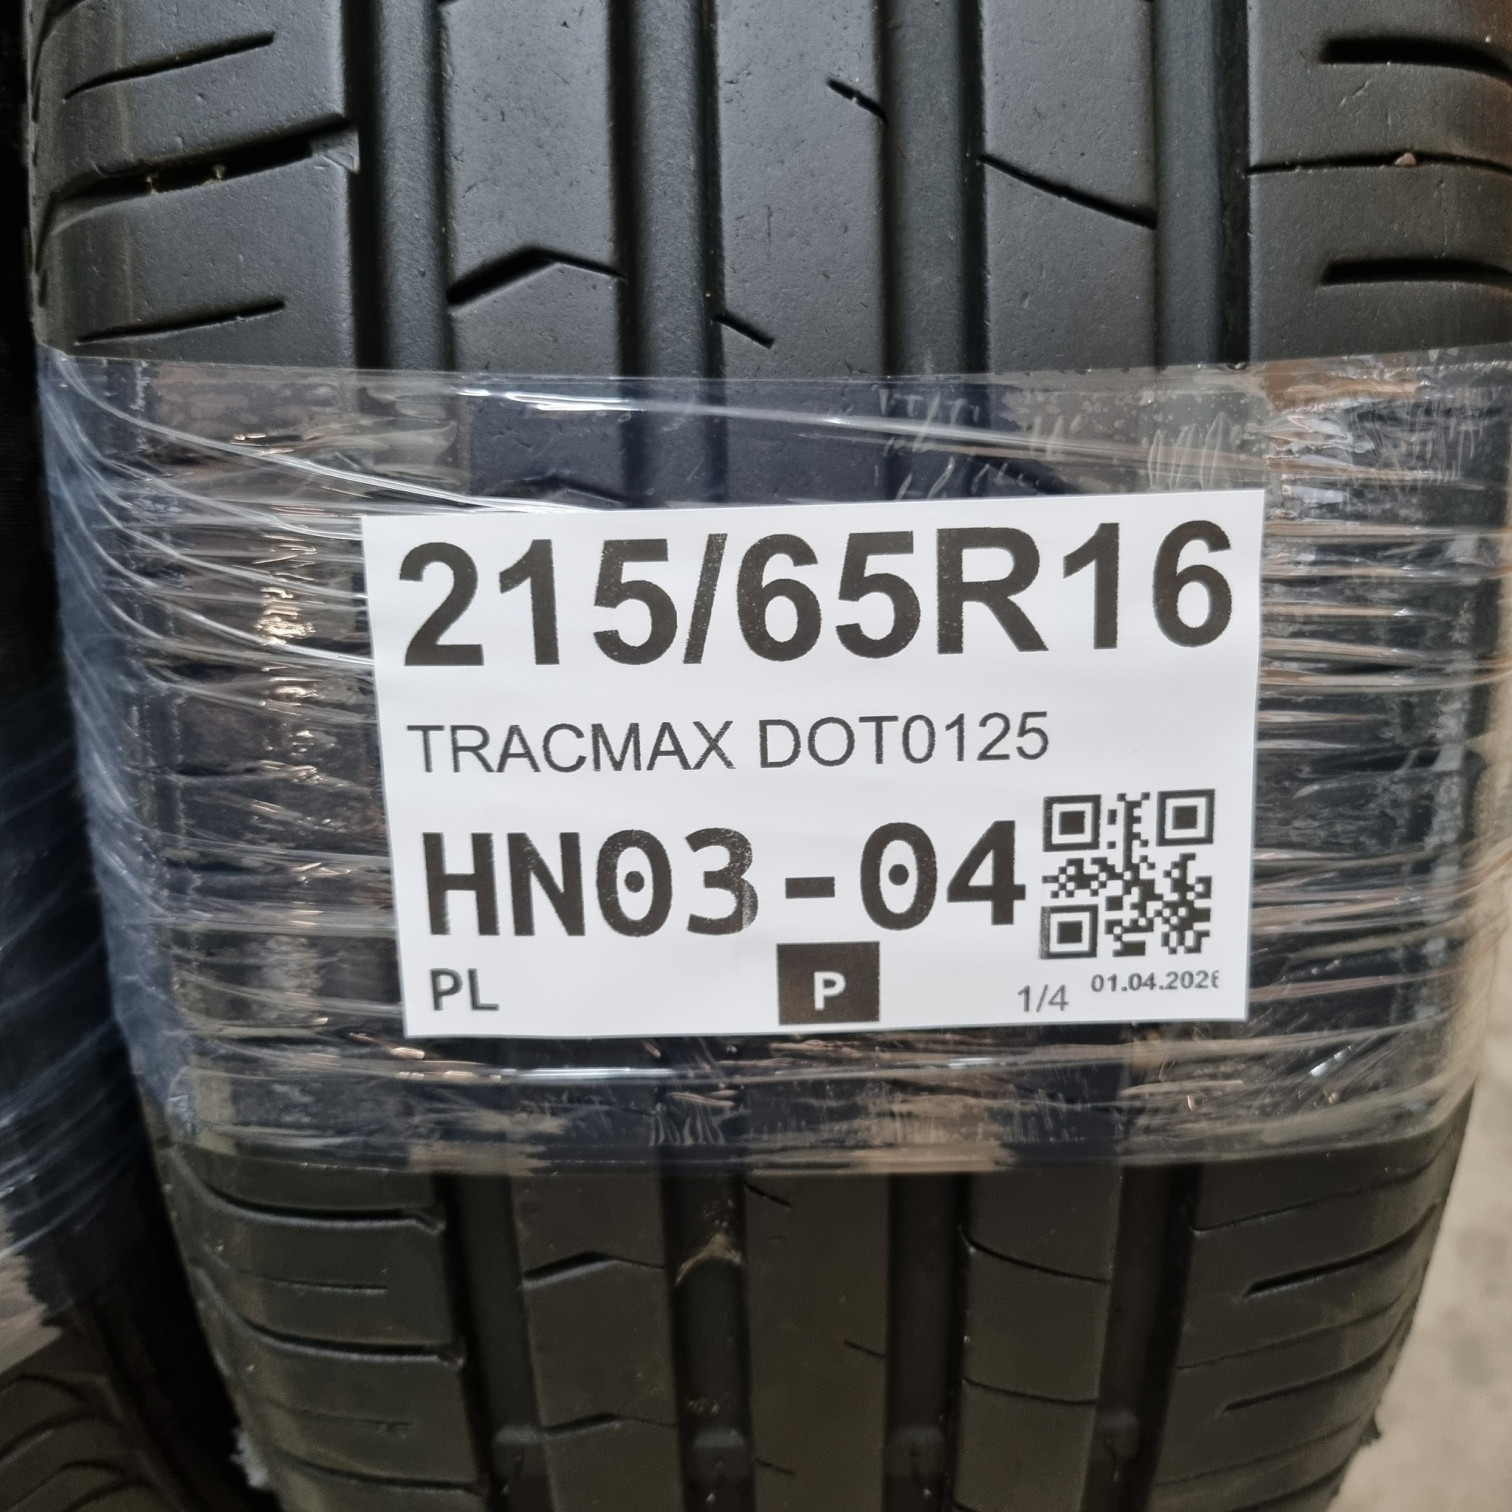 215/65R16
TRACMAX DOT0125
HN03-04
PL P 1/4 01.04.2026